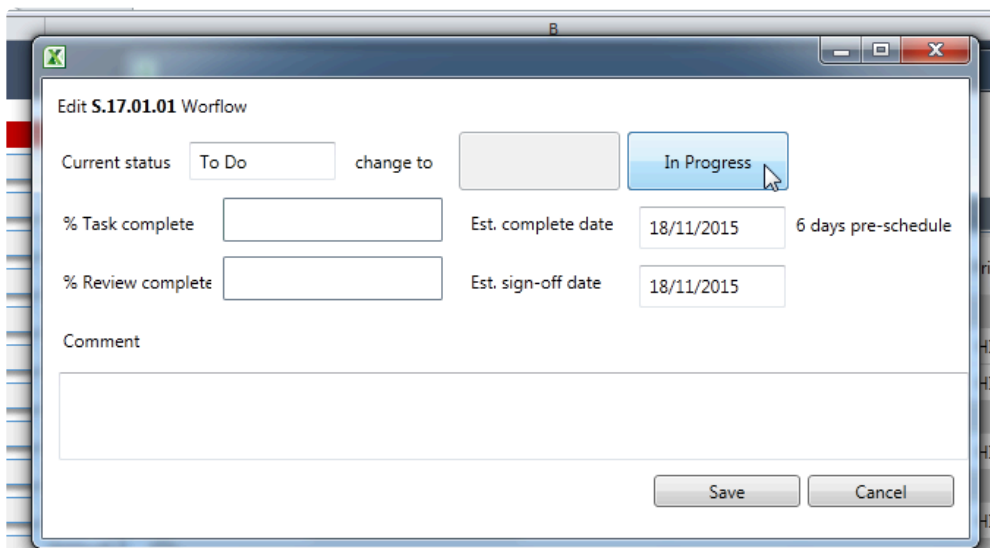 B
Edit S.17.01.01 Worflow
Current status To Do change to In Progress
% Task complete Est. complete date 18/11/2015 6 days pre-schedule
% Review complete Est. sign-off date 18/11/2015
Comment
Save Cancel